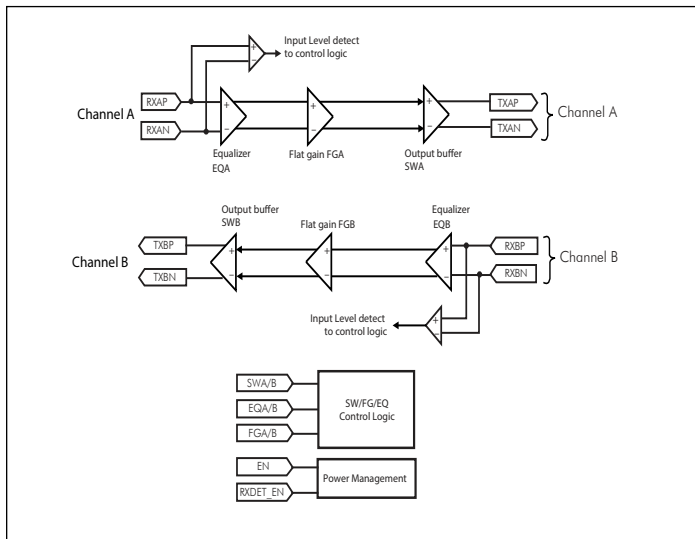 Input Level detect
to control logic
+
−
RXAP
RXAN
Channel A
+
−
+
−
+
−
TXAP
TXAN
Channel A
Equalizer
EQA
Flat gain FGA
Output buffer
SWA
Output buffer
SWB
Flat gain FGB
Equalizer
EQB
Channel B
TXBP
TXBN
+
−
+
−
+
−
RXBP
RXBN
Channel B
Input Level detect
to control logic
+
−
SWA/B
EQA/B
FGA/B
SW/FG/EQ
Control Logic
EN
RXDET_EN
Power Management